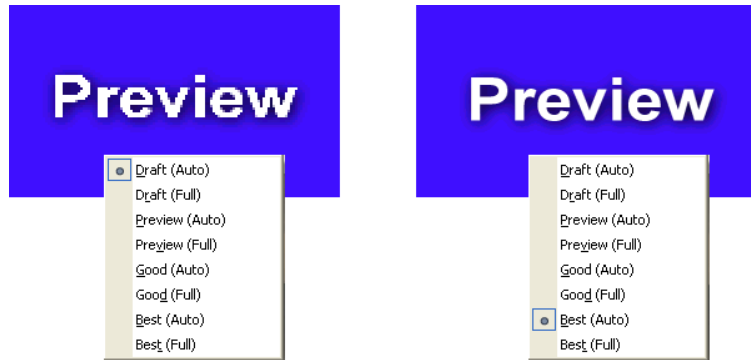 Preview
Draft (Auto)
Draft (Full)
Preview (Auto)
Preview (Full)
Good (Auto)
Good (Full)
Best (Auto)
Best (Full)
Preview
Draft (Auto)
Draft (Full)
Preview (Auto)
Preview (Full)
Good (Auto)
Good (Full)
Best (Auto)
Best (Full)